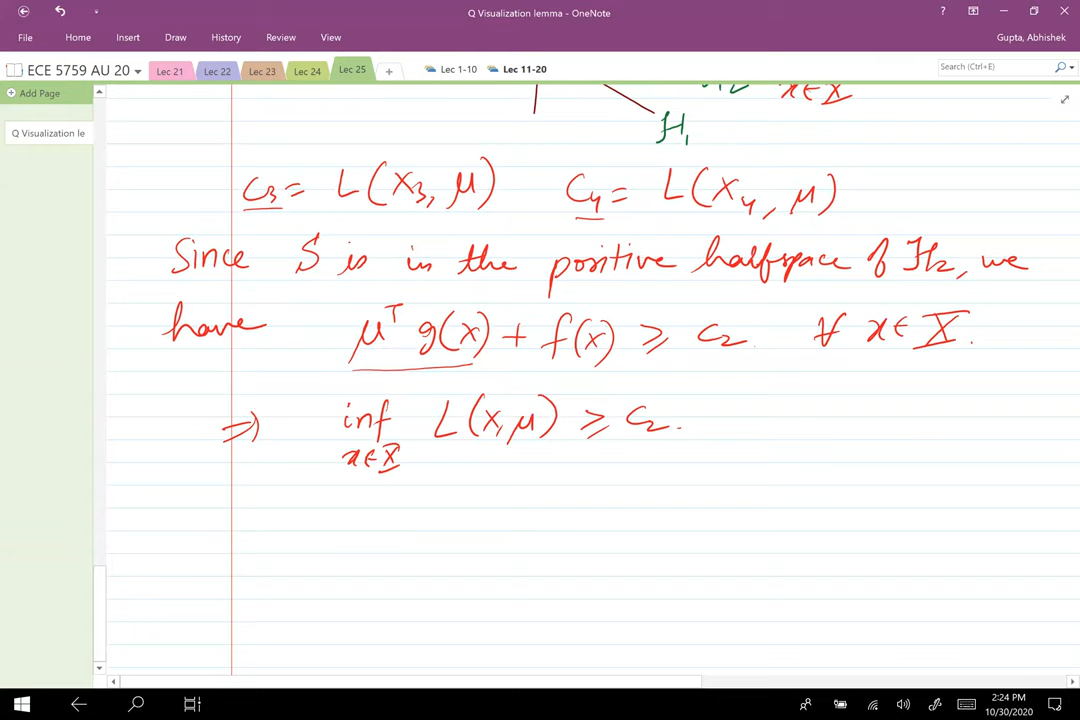 Q Visualization lemma - OneNote
?
Gupta, Abhishek
File Home Insert Draw History Review View
ECE 5759 AU 20
Lec 21 Lec 22 Lec 23 Lec 24 Lec 25 + Lec 1-10 Lec 11-20
Search (Ctrl+E)
Add Page
Q Visualization le
x∈X
H₁
c₃ = L(x₃, μ) c₄ = L(x₄, μ)
Since S is in the positive halfspace of H₂, we
have μᵀ g(x) + f(x) ≥ c₂. ∀ x∈X.
⇒ inf L(x,μ) ≥ c₂.
x∈X
2:24 PM
10/30/2020